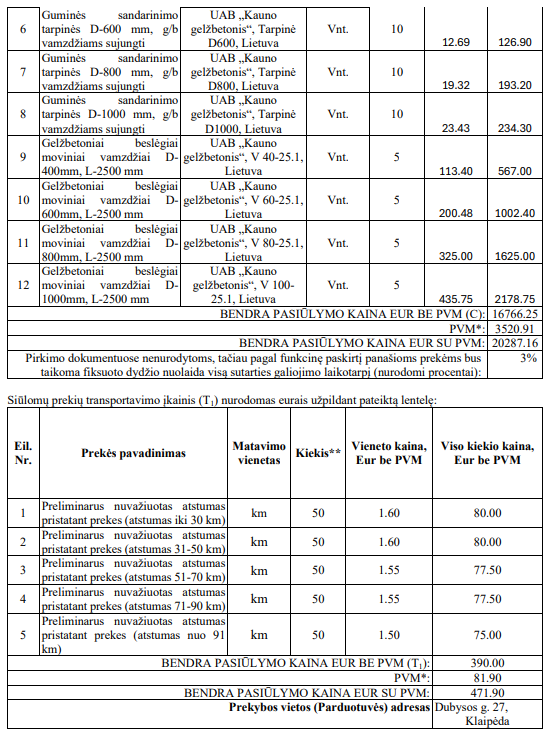 6 Guminės sandarinimo tarpinės D-600 mm, g/b vamzdžiams sujungti UAB „Kauno gelžbetonis“, Tarpinė D600, Lietuva Vnt. 10 12.69 126.90
7 Guminės sandarinimo tarpinės D-800 mm, g/b vamzdžiams sujungti UAB „Kauno gelžbetonis“, Tarpinė D800, Lietuva Vnt. 10 19.32 193.20
8 Guminės sandarinimo tarpinės D-1000 mm, g/b vamzdžiams sujungti UAB „Kauno gelžbetonis“, Tarpinė D1000, Lietuva Vnt. 10 23.43 234.30
9 Gelžbetoniai beslėgiai moviniai vamzdžiai D-400mm, L-2500 mm UAB „Kauno gelžbetonis“, V 40-25.1, Lietuva Vnt. 5 113.40 567.00
10 Gelžbetoniai beslėgiai moviniai vamzdžiai D-600mm, L-2500 mm UAB „Kauno gelžbetonis“, V 60-25.1, Lietuva Vnt. 5 200.48 1002.40
11 Gelžbetoniai beslėgiai moviniai vamzdžiai D-800mm, L-2500 mm UAB „Kauno gelžbetonis“, V 80-25.1, Lietuva Vnt. 5 325.00 1625.00
12 Gelžbetoniai beslėgiai moviniai vamzdžiai D-1000mm, L-2500 mm UAB „Kauno gelžbetonis“, V 100-25.1, Lietuva Vnt. 5 435.75 2178.75
BENDRA PASIŪLYMO KAINA EUR BE PVM (C): 16766.25
PVM*: 3520.91
BENDRA PASIŪLYMO KAINA EUR SU PVM: 20287.16
Pirkimo dokumentuose nenurodytoms, tačiau pagal funkcinę paskirtį panašioms prekėms bus 3%
taikoma fiksuoto dydžio nuolaida visą sutarties galiojimo laikotarpį (nurodomi procentai):
Siūlomų prekių transportavimo įkainis (T1) nurodomas eurais užpildant pateiktą lentelę:
Eil. Nr. Prekės pavadinimas Matavimo vienetas Kiekis** Vieneto kaina, Eur be PVM Viso kiekio kaina, Eur be PVM
1 Preliminarus nuvažiuotas atstumas pristatant prekes (atstumas iki 30 km) km 50 1.60 80.00
2 Preliminarus nuvažiuotas atstumas pristatant prekes (atstumas 31-50 km) km 50 1.60 80.00
3 Preliminarus nuvažiuotas atstumas pristatant prekes (atstumas 51-70 km) km 50 1.55 77.50
4 Preliminarus nuvažiuotas atstumas pristatant prekes (atstumas 71-90 km) km 50 1.55 77.50
5 Preliminarus nuvažiuotas atstumas pristatant prekes (atstumas nuo 91 km) km 50 1.50 75.00
BENDRA PASIŪLYMO KAINA EUR BE PVM (T1): 390.00
PVM*: 81.90
BENDRA PASIŪLYMO KAINA EUR SU PVM: 471.90
Prekybos vietos (Parduotuvės) adresas Dubysos g. 27,
Klaipėda